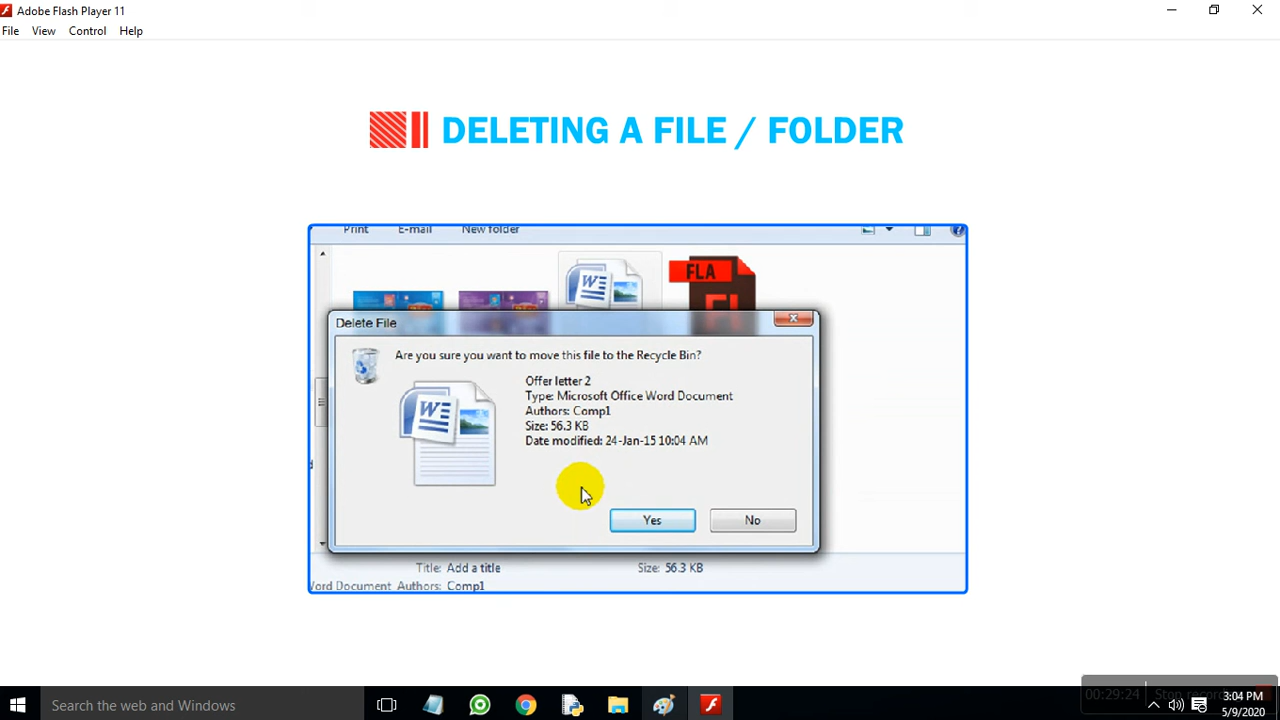 Adobe Flash Player 11
File View Control Help
DELETING A FILE / FOLDER
Print E-mail New folder
FLA
Delete File
Are you sure you want to move this file to the Recycle Bin?
Offer letter 2
Type: Microsoft Office Word Document
Authors: Comp1
Size: 56.3 KB
Date modified: 24-Jan-15 10:04 AM
Yes No
Title: Add a title Size: 56.3 KB
Word Document Authors: Comp1
Search the web and Windows
00:29:24 Stop
3:04 PM
5/9/2020